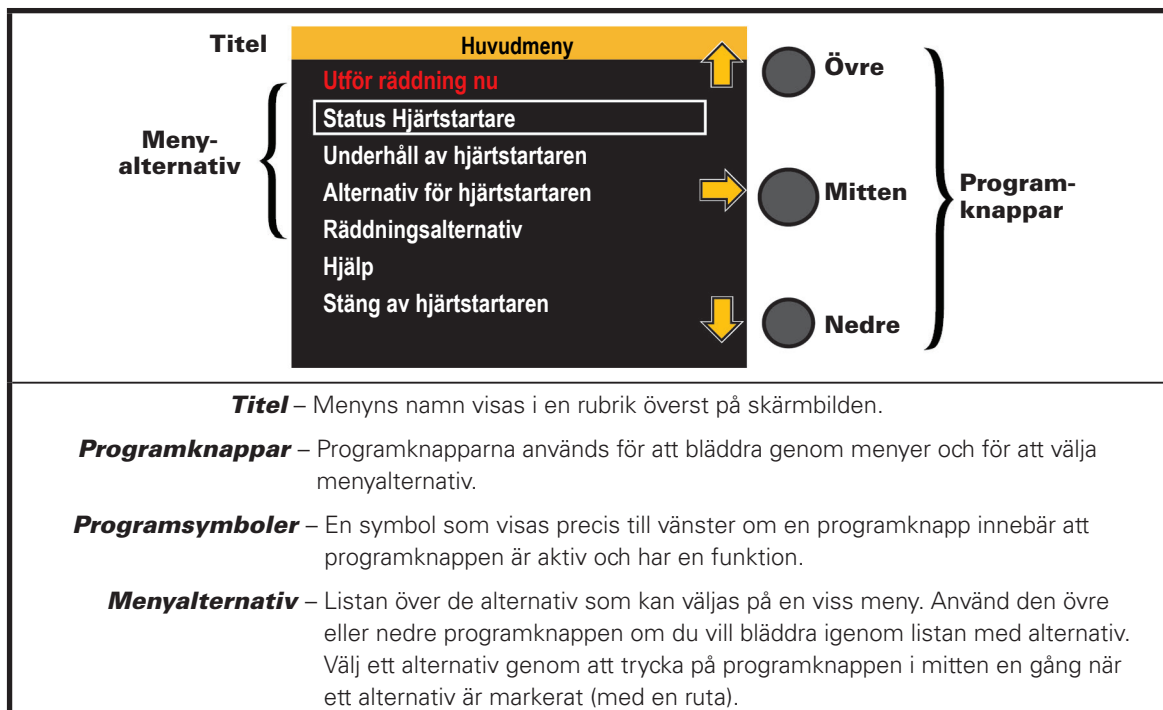 Titel
Huvudmeny
Utför räddning nu
Status Hjärtstartare
Underhåll av hjärtstartaren
Alternativ för hjärtstartaren
Räddningsalternativ
Hjälp
Stäng av hjärtstartaren
Meny-
alternativ
Övre
Mitten
Nedre
Program-
knappar
Titel – Menyns namn visas i en rubrik överst på skärmbilden.
Programknappar – Programknapparna används för att bläddra genom menyer och för att välja
menyalternativ.
Programsymboler – En symbol som visas precis till vänster om en programknapp innebär att
programknappen är aktiv och har en funktion.
Menyalternativ – Listan över de alternativ som kan väljas på en viss meny. Använd den övre
eller nedre programknappen om du vill bläddra igenom listan med alternativ.
Välj ett alternativ genom att trycka på programknappen i mitten en gång när
ett alternativ är markerat (med en ruta).